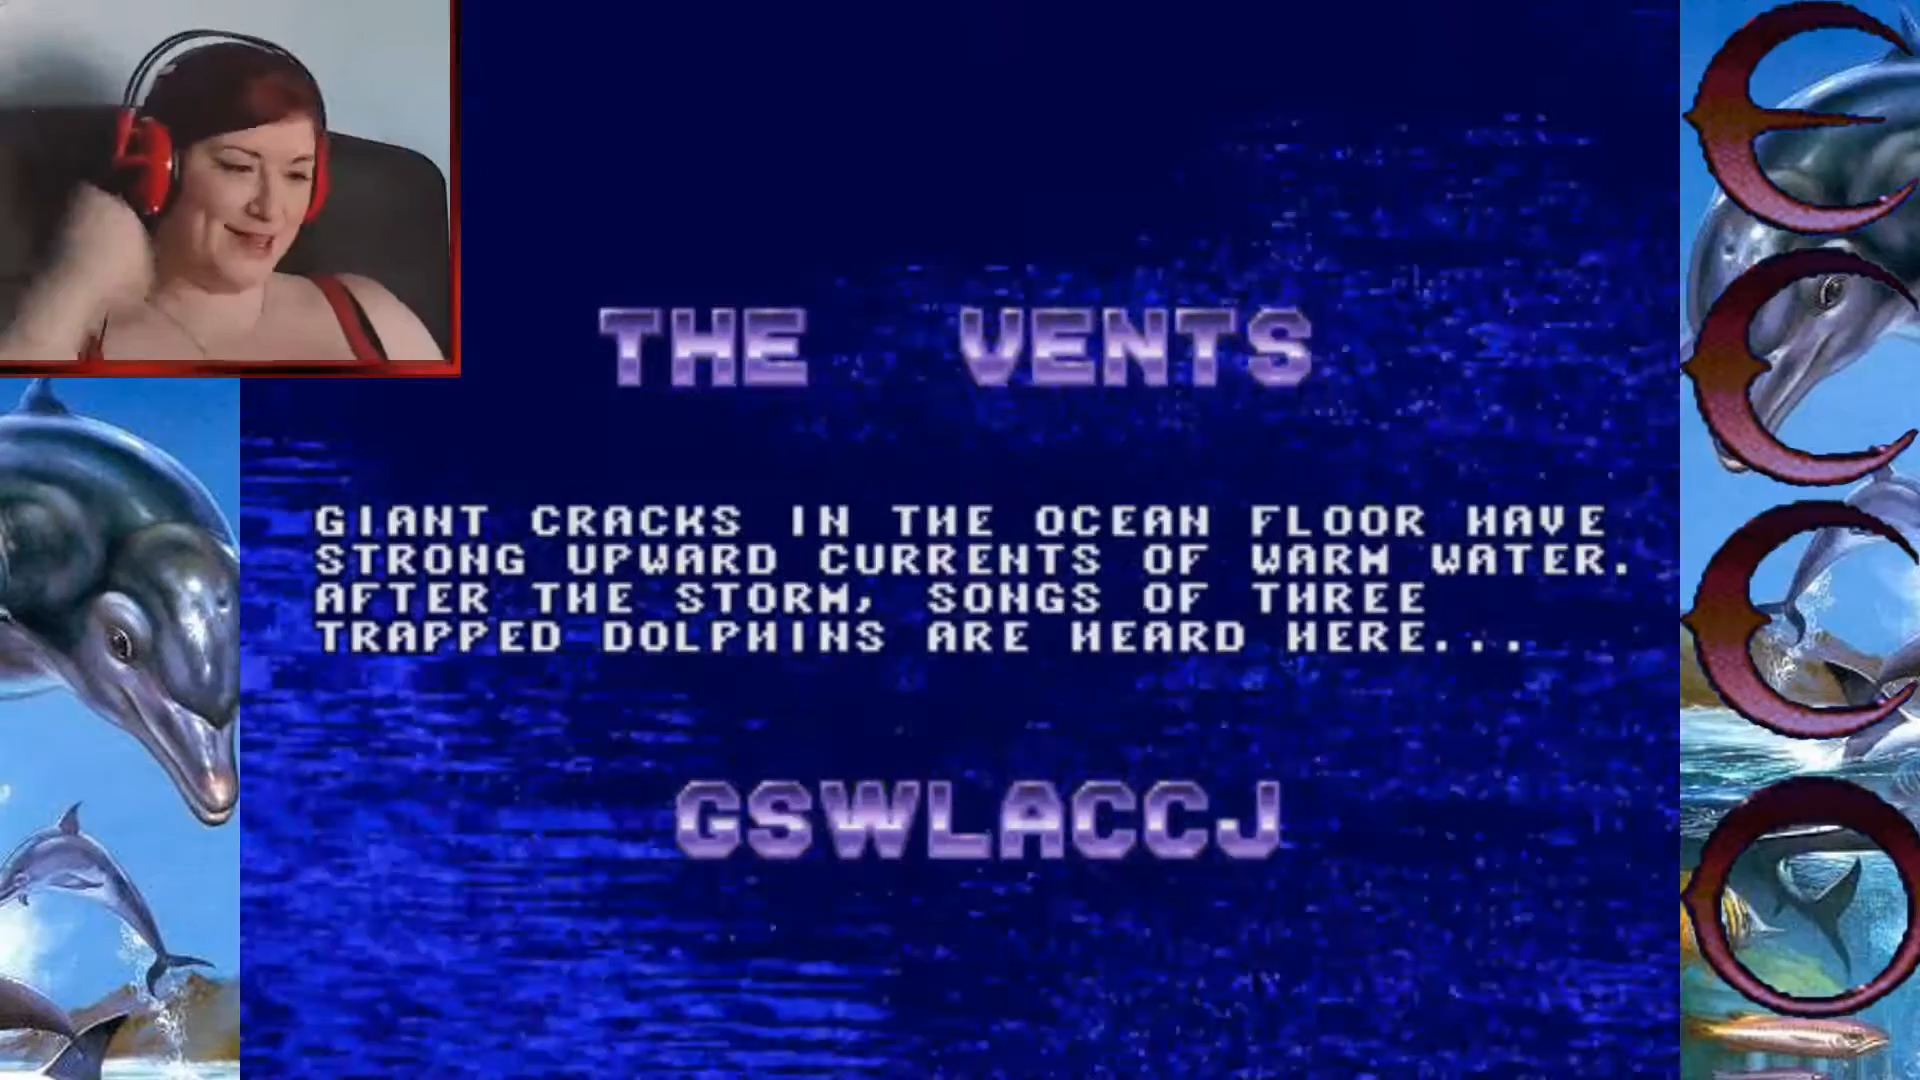 THE VENTS
GIANT CRACKS IN THE OCEAN FLOOR HAVE
STRONG UPWARD CURRENTS OF WARM WATER.
AFTER THE STORM, SONGS OF THREE
TRAPPED DOLPHINS ARE HEARD HERE...
GSWLACCJ
E
C
C
O